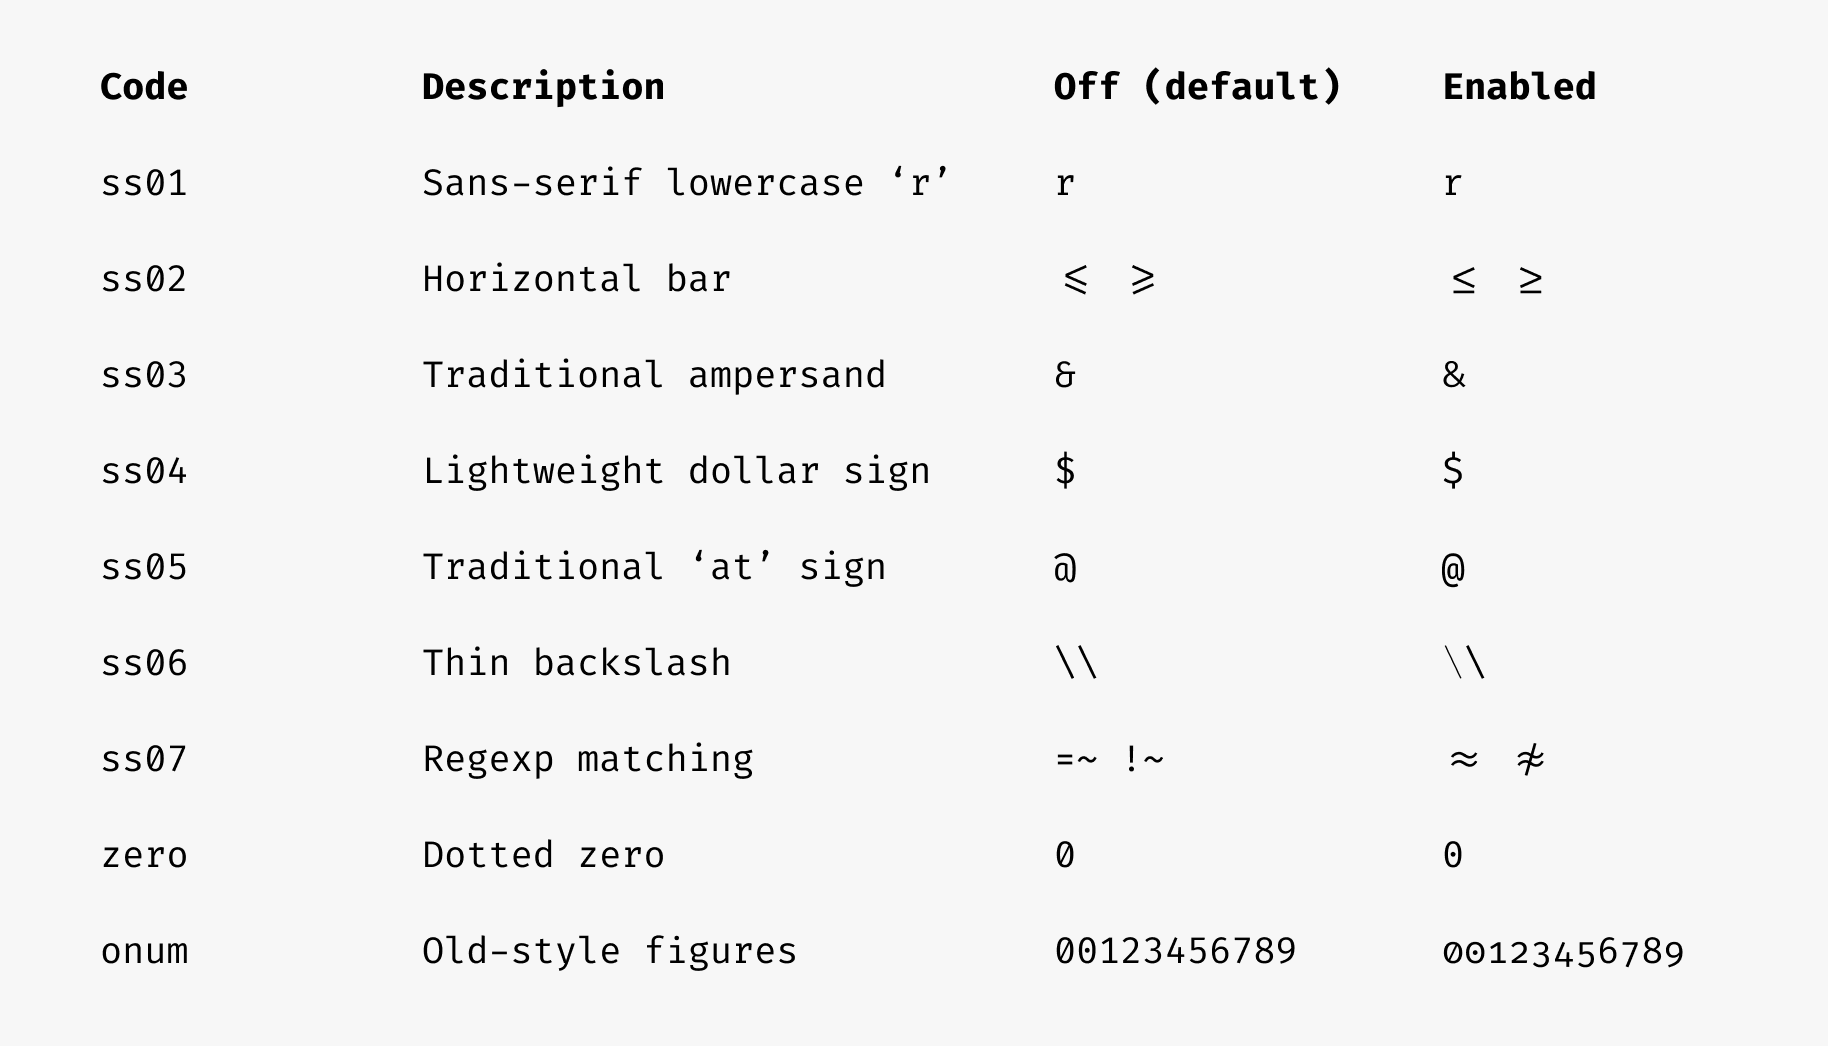 Code Description Off (default) Enabled
ss01 Sans-serif lowercase ‘r’ r r
ss02 Horizontal bar ⩽ ⩾ ≤ ≥
ss03 Traditional ampersand & &
ss04 Lightweight dollar sign $ $
ss05 Traditional ‘at’ sign @ @
ss06 Thin backslash \\ \\
ss07 Regexp matching =~ !~ ≈ ≉
zero Dotted zero 0 0
onum Old-style figures 00123456789 00123456789